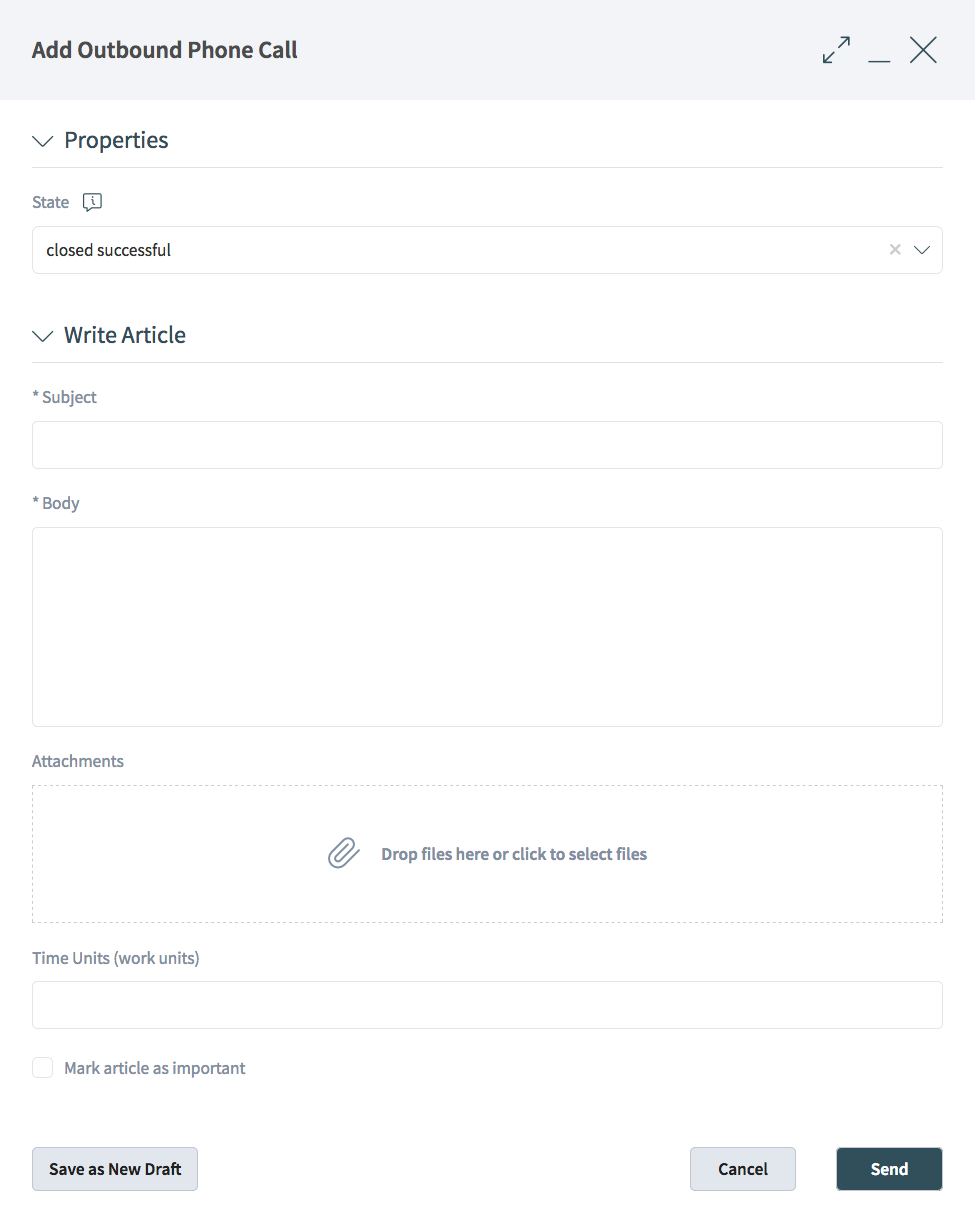 Add Outbound Phone Call
Properties
State
closed successful
Write Article
* Subject
* Body
Attachments
Drop files here or click to select files
Time Units (work units)
Mark article as important
Save as New Draft
Cancel
Send